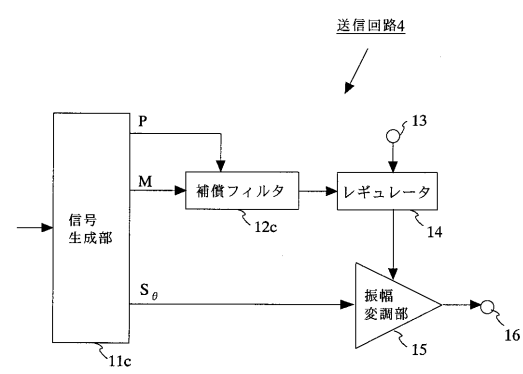 送信回路4
P
13
M
補償フィルタ
レギュレータ
信号
生成部
12c
14
Sθ
振幅
変調部
11c
15
16